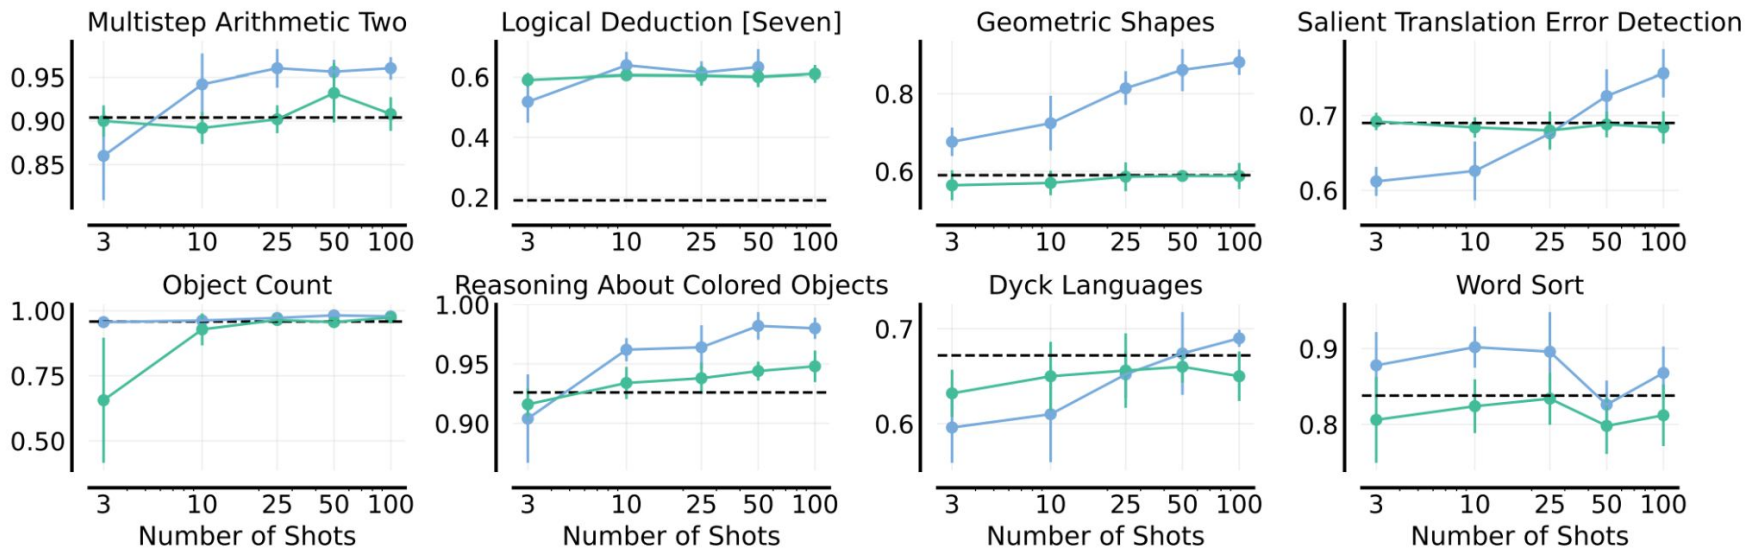 Multistep Arithmetic Two
0.95
0.90
0.85
3 10 25 50 100
Logical Deduction [Seven]
0.6
0.4
0.2
3 10 25 50 100
Geometric Shapes
0.8
0.6
3 10 25 50 100
Salient Translation Error Detection
0.7
0.6
3 10 25 50 100
Object Count
1.00
0.75
0.50
3 10 25 50 100
Number of Shots
Reasoning About Colored Objects
1.00
0.95
0.90
3 10 25 50 100
Number of Shots
Dyck Languages
0.7
0.6
3 10 25 50 100
Number of Shots
Word Sort
0.9
0.8
3 10 25 50 100
Number of Shots